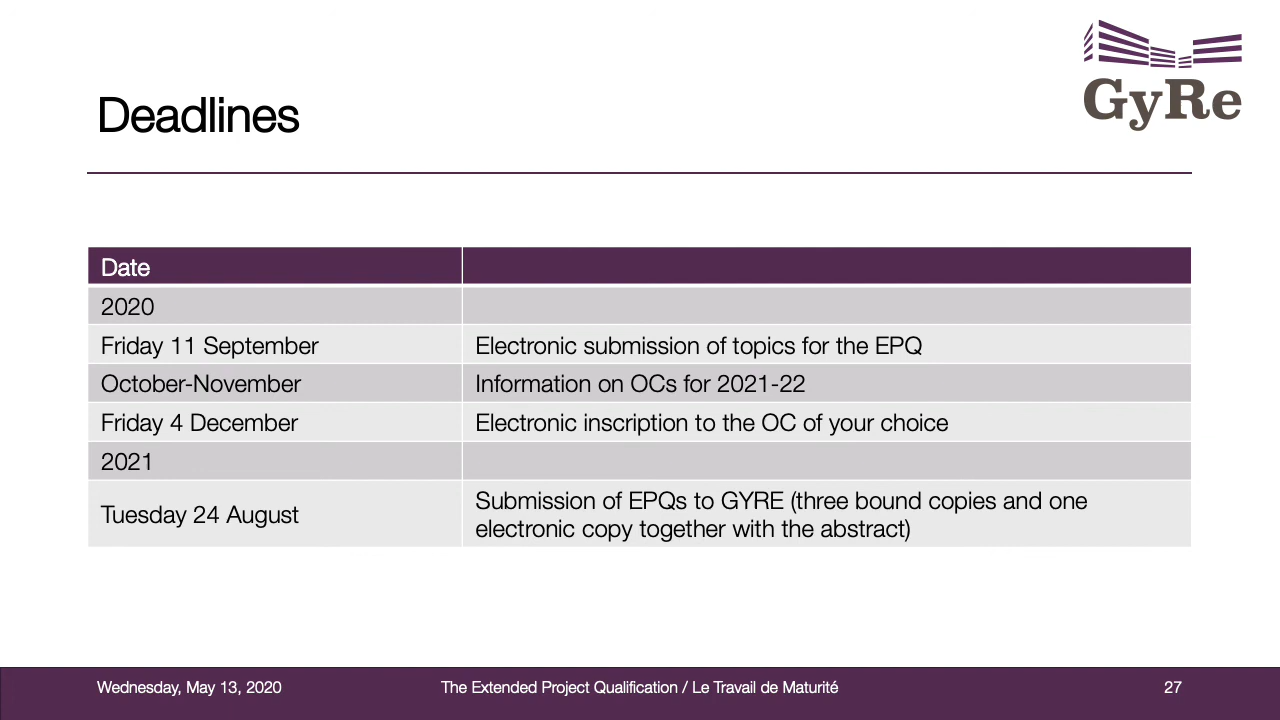 GyRe
Deadlines
Date
2020
Friday 11 September Electronic submission of topics for the EPQ
October-November Information on OCs for 2021-22
Friday 4 December Electronic inscription to the OC of your choice
2021
Tuesday 24 August Submission of EPQs to GYRE (three bound copies and one
electronic copy together with the abstract)
Wednesday, May 13, 2020 The Extended Project Qualification / Le Travail de Maturité 27